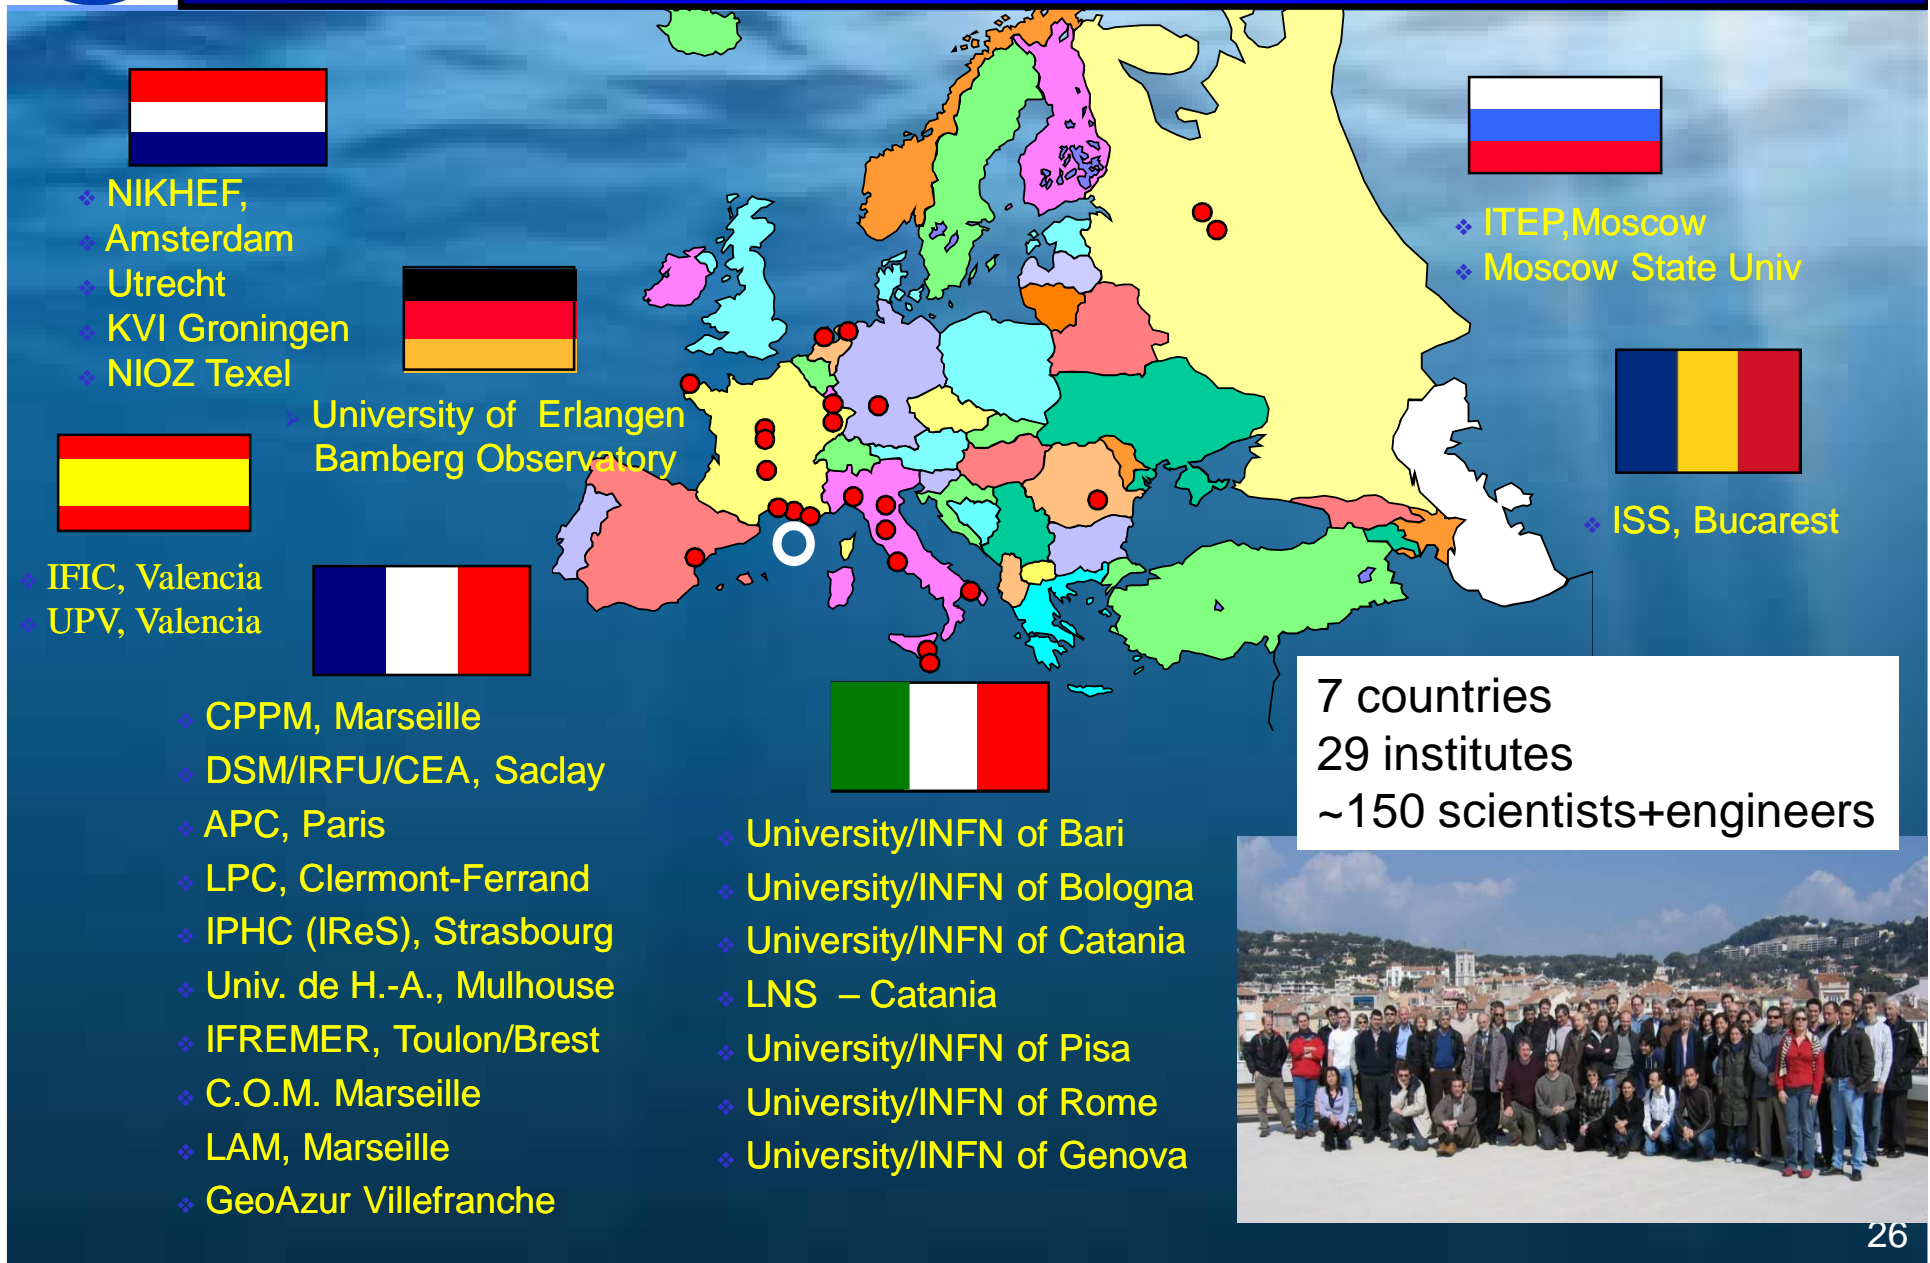 NIKHEF,
Amsterdam
Utrecht
KVI Groningen
NIOZ Texel
University of Erlangen
Bamberg Observatory
IFIC, Valencia
UPV, Valencia
CPPM, Marseille
DSM/IRFU/CEA, Saclay
APC, Paris
LPC, Clermont-Ferrand
IPHC (IReS), Strasbourg
Univ. de H.-A., Mulhouse
IFREMER, Toulon/Brest
C.O.M. Marseille
LAM, Marseille
GeoAzur Villefranche
University/INFN of Bari
University/INFN of Bologna
University/INFN of Catania
LNS – Catania
University/INFN of Pisa
University/INFN of Rome
University/INFN of Genova
ITEP,Moscow
Moscow State Univ
ISS, Bucarest
7 countries
29 institutes
~150 scientists+engineers
26